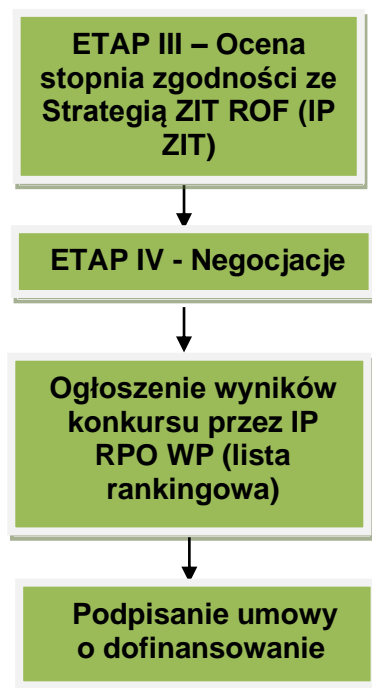 ETAP III – Ocena
stopnia zgodności ze
Strategią ZIT ROF (IP
ZIT)
ETAP IV - Negocjacje
Ogłoszenie wyników
konkursu przez IP
RPO WP (lista
rankingowa)
Podpisanie umowy
o dofinansowanie